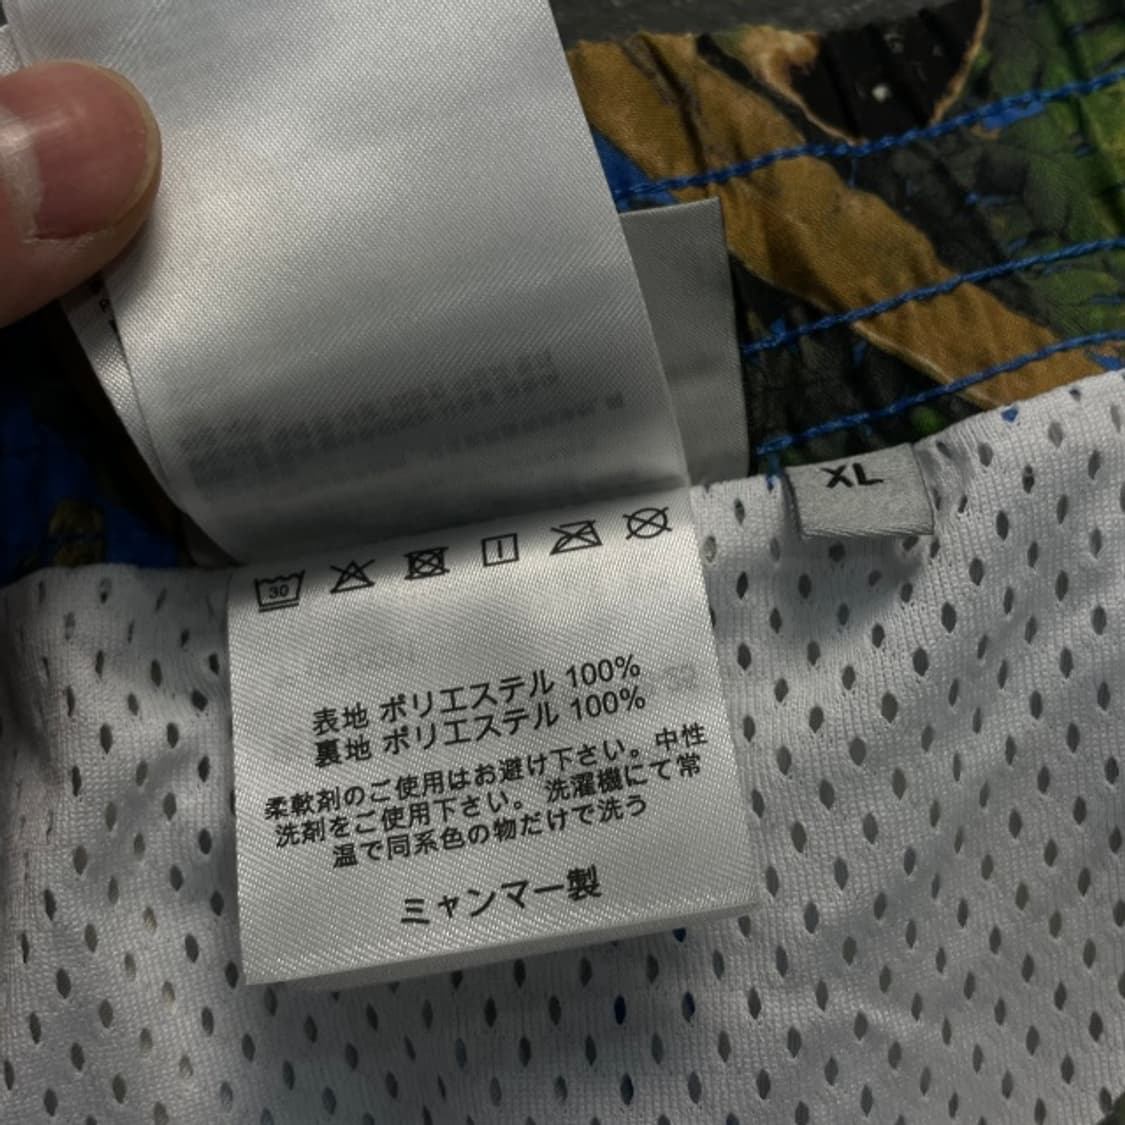 XL
30
表地 ポリエステル 100%
裏地 ポリエステル 100%
柔軟剤のご使用はお避け下さい。中性
洗剤をご使用下さい。洗濯機にて常
温で同系色の物だけで洗う
ミャンマー製